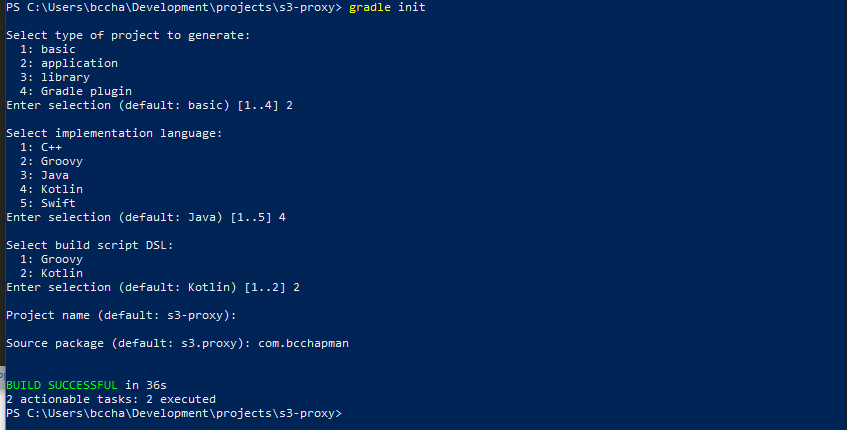 PS C:\Users\bccha\Development\projects\s3-proxy> gradle init
Select type of project to generate:
1: basic
2: application
3: library
4: Gradle plugin
Enter selection (default: basic) [1..4] 2
Select implementation language:
1: C++
2: Groovy
3: Java
4: Kotlin
5: Swift
Enter selection (default: Java) [1..5] 4
Select build script DSL:
1: Groovy
2: Kotlin
Enter selection (default: Kotlin) [1..2] 2
Project name (default: s3-proxy):
Source package (default: s3.proxy): com.bcchapman
BUILD SUCCESSFUL in 36s
2 actionable tasks: 2 executed
PS C:\Users\bccha\Development\projects\s3-proxy>